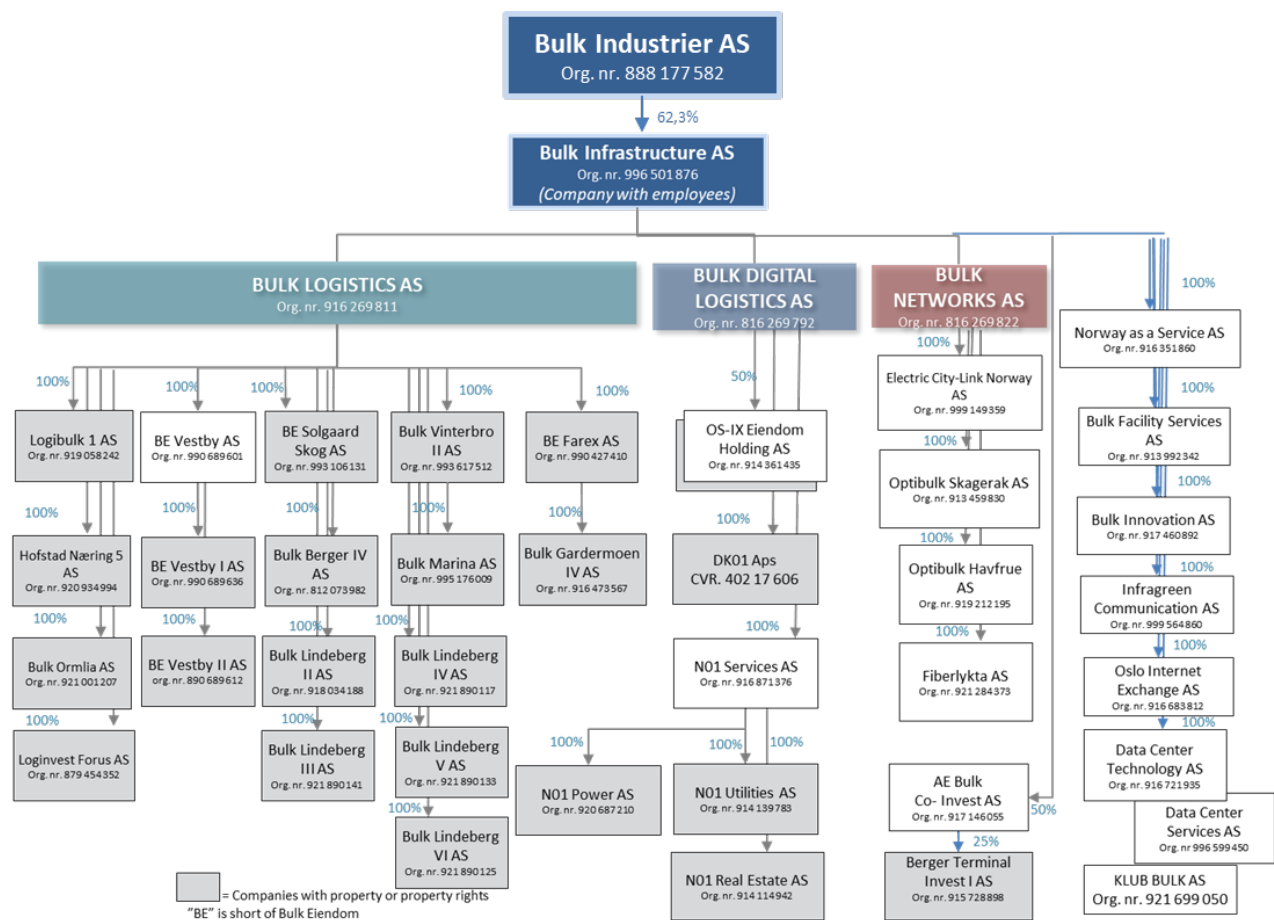 Bulk Industrier AS
Org. nr. 888 177 582
62,3%
Bulk Infrastructure AS
Org. nr. 996 501 876
(Company with employees)
BULK LOGISTICS AS
Org. nr. 916 269 811
BULK DIGITAL
LOGISTICS AS
Org. nr. 816 269 792
BULK
NETWORKS AS
Org. nr. 816 269 822
100%
Norway as a Service AS
Org. nr. 916 351 860
100%
Logibulk 1 AS
Org. nr. 919 058 242
100%
Hofstad Næring 5
AS
Org. nr. 920 934 994
100%
Bulk Ormlia AS
Org. nr. 921 001 207
100%
Loginvest Forus AS
Org. nr. 879 454 352
100%
BE Vestby AS
Org. nr. 990 689 601
100%
BE Vestby I AS
Org. nr. 990 689 636
100%
BE Vestby II AS
Org. nr. 890 689 612
100%
BE Solgaard
Skog AS
Org. nr. 993 106 131
100%
Bulk Berger IV
AS
Org. nr. 812 073 982
100%
Bulk Lindeberg
II AS
Org. nr. 918 034 188
100%
Bulk Lindeberg
III AS
Org. nr. 921 890 141
100%
Bulk Vinterbro
II AS
Org. nr. 993 617 512
100%
Bulk Marina AS
Org. nr. 995 176 009
100%
Bulk Lindeberg
IV AS
Org. nr. 921 890 117
100%
Bulk Lindeberg
V AS
Org. nr. 921 890 133
100%
Bulk Lindeberg
VI AS
Org. nr. 921 890 125
100%
BE Farex AS
Org. nr. 990 427 410
100%
Bulk Gardermoen
IV AS
Org. nr. 916 473 567
50%
OS-IX Eiendom
Holding AS
Org. nr. 914 361 435
100%
DK01 Aps
CVR. 402 17 606
100%
N01 Services AS
Org. nr. 916 871 376
100%
N01 Power AS
Org. nr. 920 687 210
100%
N01 Utilities AS
Org. nr. 914 139 783
100%
N01 Real Estate AS
Org. nr. 914 114 942
100%
Electric City-Link Norway
AS
Org. nr. 999 149 359
100%
Optibulk Skagerak AS
Org. nr. 913 459 830
100%
Optibulk Havfrue
AS
Org. nr. 919 212 195
100%
Fiberlykta AS
Org. nr. 921 284 373
AE Bulk
Co- Invest AS
Org. nr. 917 146 055
50%
25%
Berger Terminal
Invest I AS
Org. nr. 915 728 898
100%
Bulk Facility Services
AS
Org. nr. 913 992 342
100%
Bulk Innovation AS
Org. nr. 917 460 892
100%
Infragreen
Communication AS
Org. nr. 999 564 860
100%
Oslo Internet
Exchange AS
Org. nr. 916 683 812
100%
Data Center
Technology AS
Org. nr. 916 721 935
Data Center
Services AS
Org. nr 996 599 450
KLUB BULK AS
Org. nr. 921 699 050
= Companies with property or property rights
"BE" is short of Bulk Eiendom